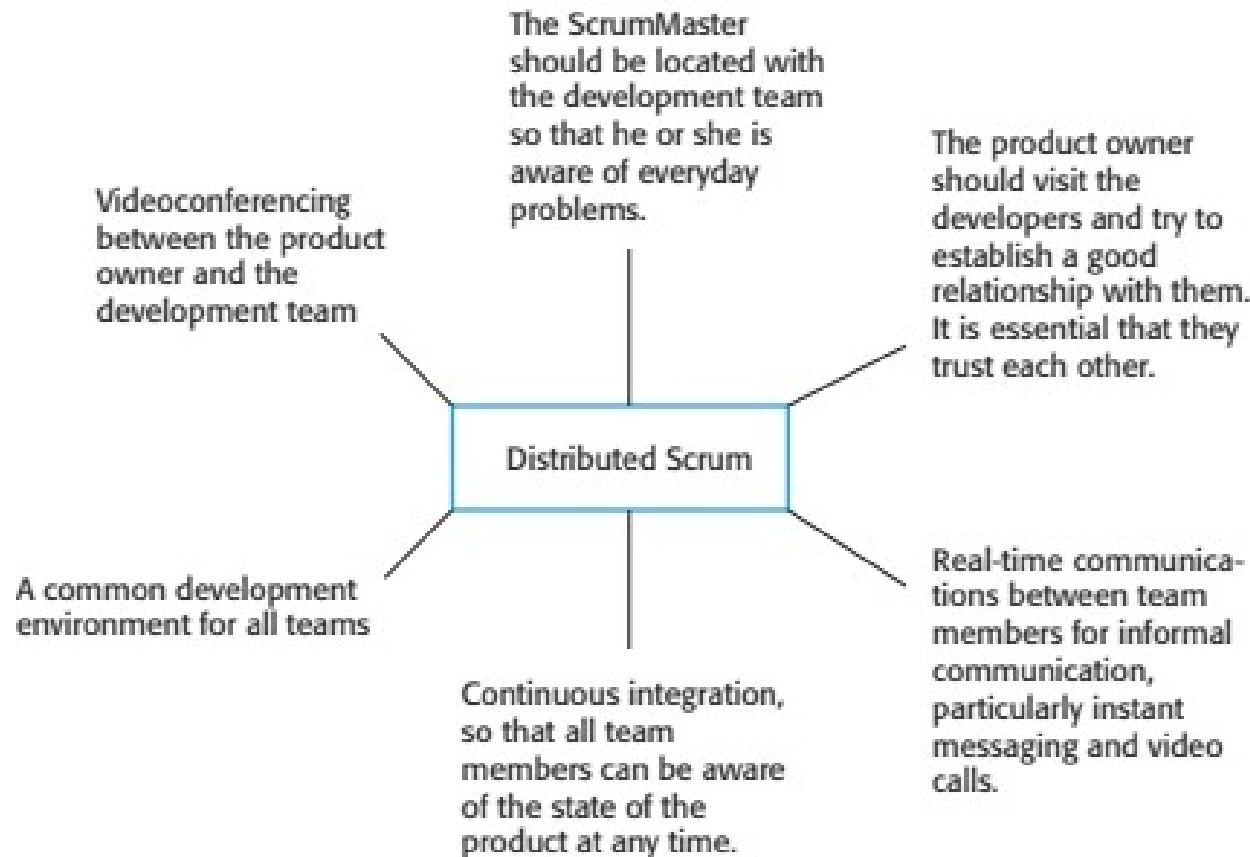 The ScrumMaster
should be located with
the development team
so that he or she is
aware of everyday
problems.
The product owner
should visit the
developers and try to
establish a good
relationship with them.
It is essential that they
trust each other.
Videoconferencing
between the product
owner and the
development team
Distributed Scrum
A common development
environment for all teams
Real-time communica-
tions between team
members for informal
communication,
particularly instant
messaging and video
calls.
Continuous integration,
so that all team
members can be aware
of the state of the
product at any time.